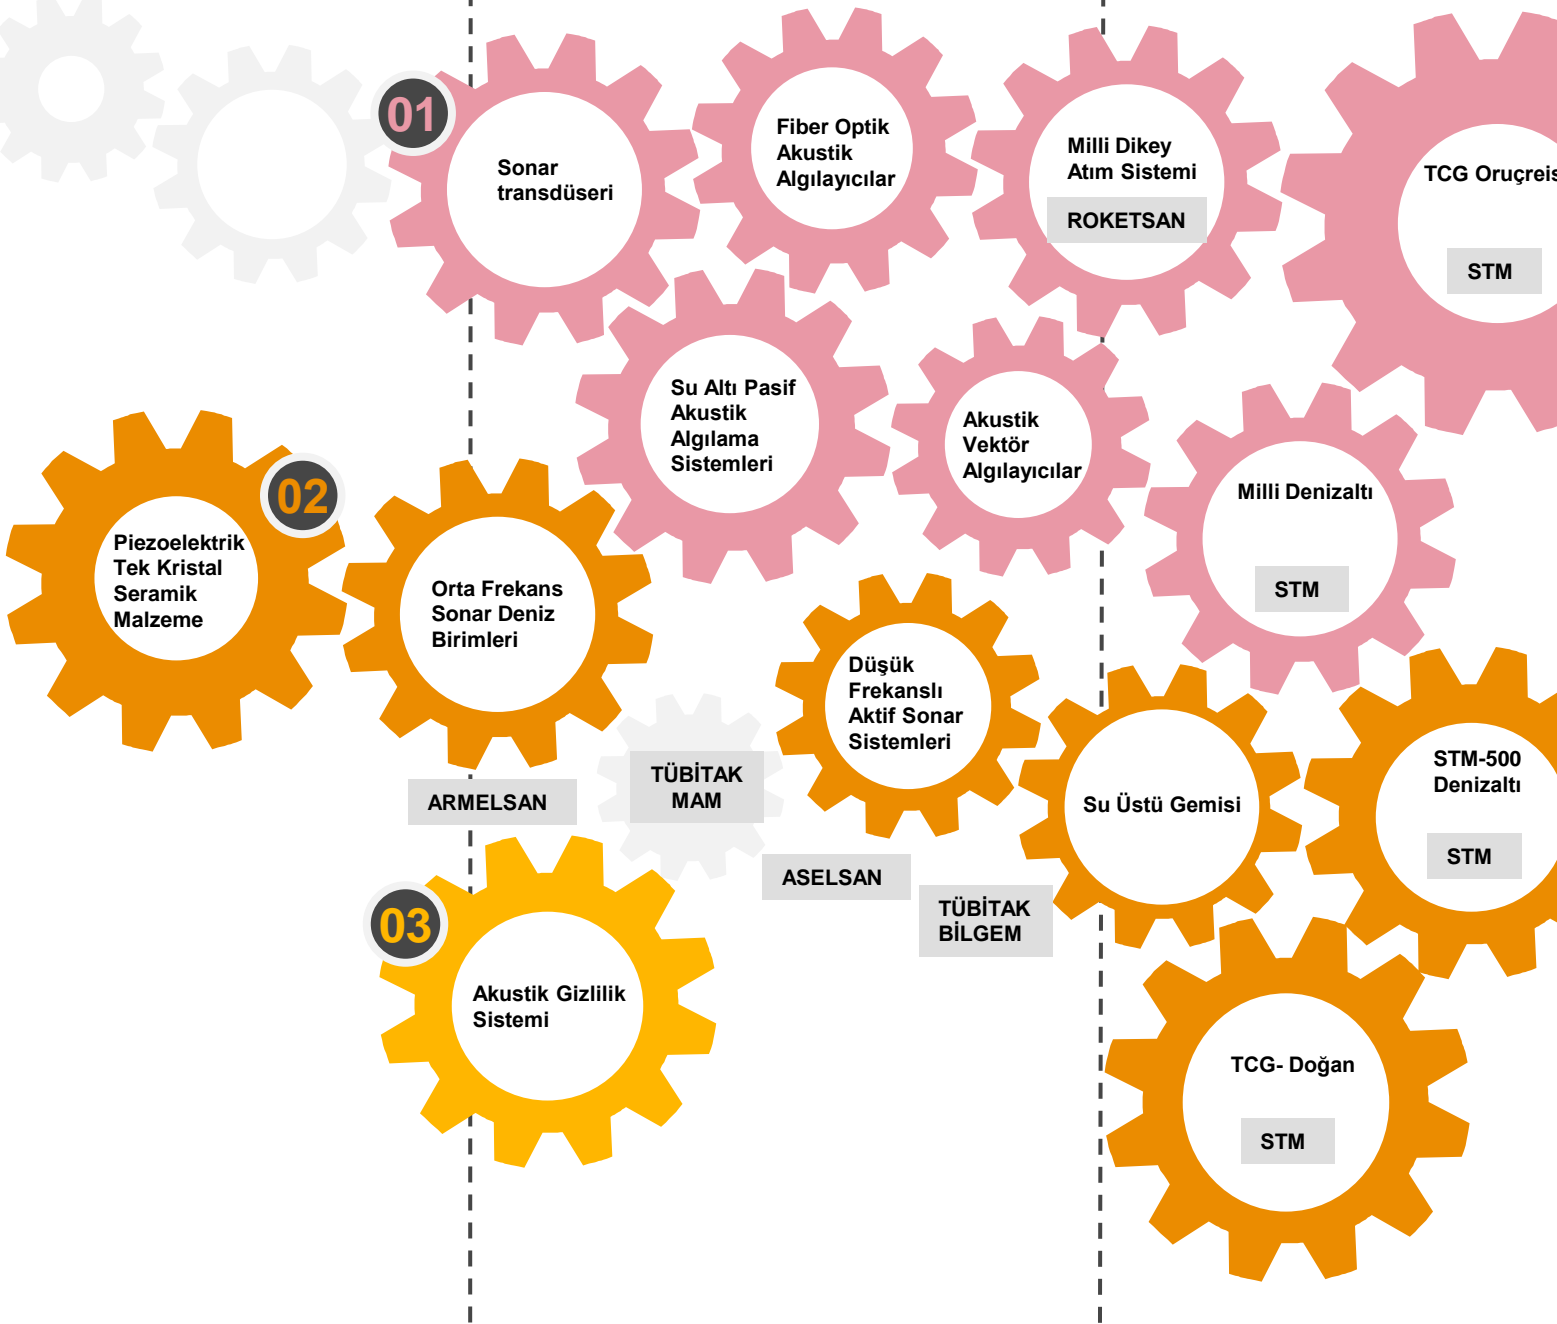 01
Sonar
transdüseri
Fiber Optik
Akustik
Algılayıcılar
Milli Dikey
Atım Sistemi
ROKETSAN
TCG Oruçreis
STM
Su Altı Pasif
Akustik
Algılama
Sistemleri
Akustik
Vektör
Algılayıcılar
Milli Denizaltı
STM
02
Piezoelektrik
Tek Kristal
Seramik
Malzeme
Orta Frekans
Sonar Deniz
Birimleri
ARMELSAN
TÜBİTAK
MAM
Düşük
Frekanslı
Aktif Sonar
Sistemleri
ASELSAN
TÜBİTAK
BİLGEM
Su Üstü Gemisi
STM-500
Denizaltı
STM
03
Akustik Gizlilik
Sistemi
TCG- Doğan
STM